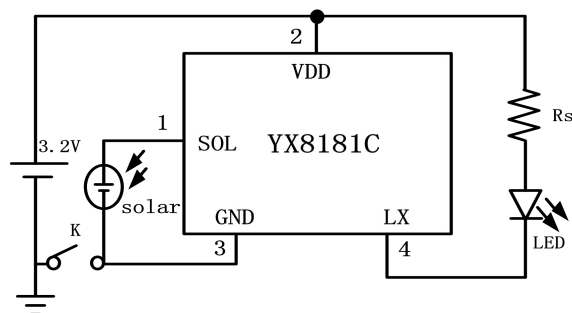 2
VDD
3.2V
1
SOL
YX8181C
Rs
solar
K
GND
LX
3
4
LED